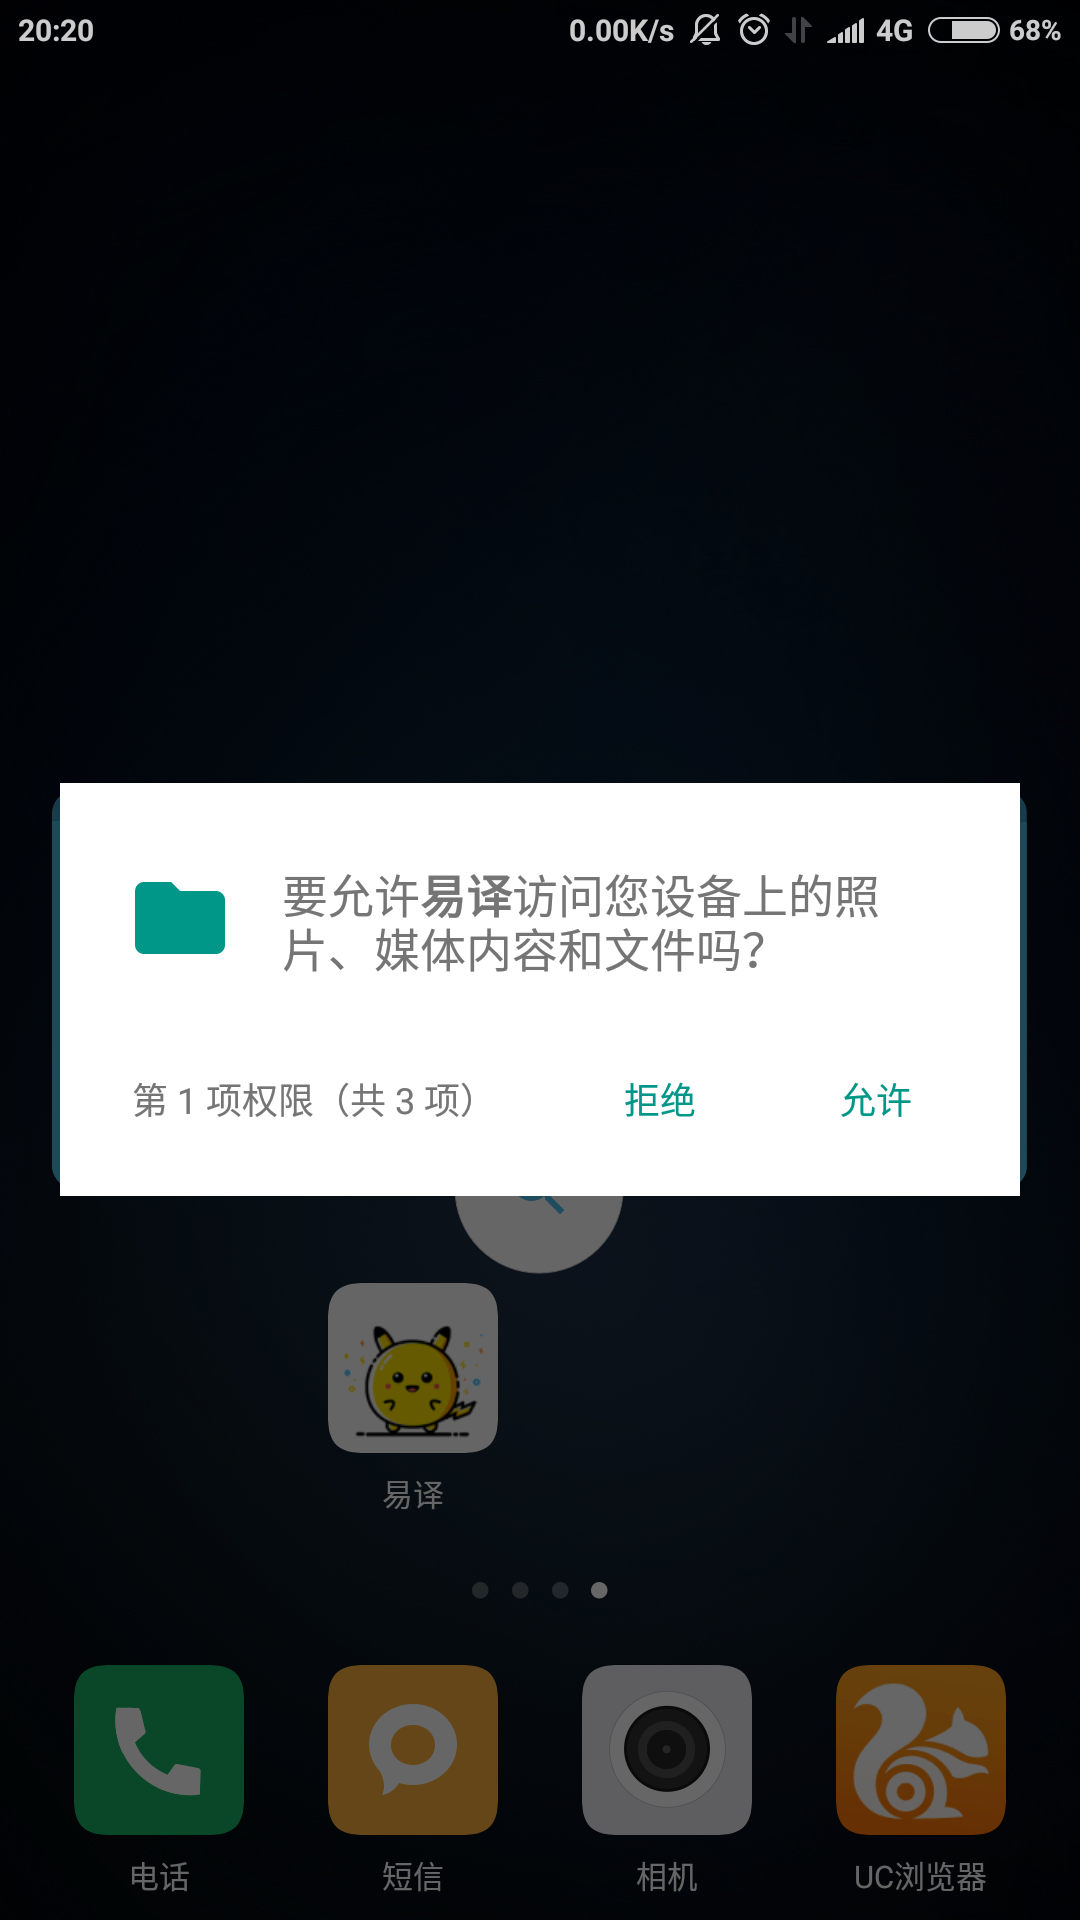 20:20 0.00K/s 4G 68%
要允许易译访问您设备上的照
片、媒体内容和文件吗？
第 1 项权限（共 3 项） 拒绝 允许
易译
电话 短信 相机 UC浏览器